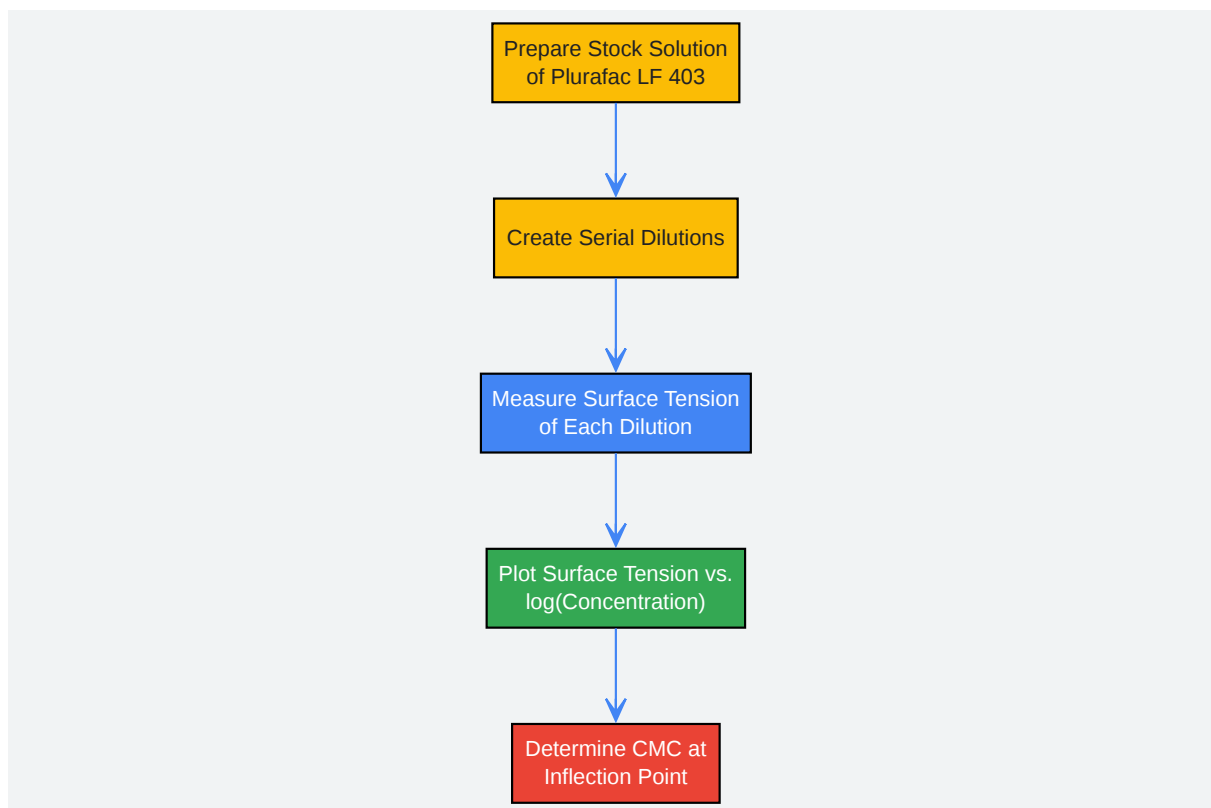 Prepare Stock Solution
of Plurafac LF 403
Create Serial Dilutions
Measure Surface Tension
of Each Dilution
Plot Surface Tension vs.
log(Concentration)
Determine CMC at
Inflection Point